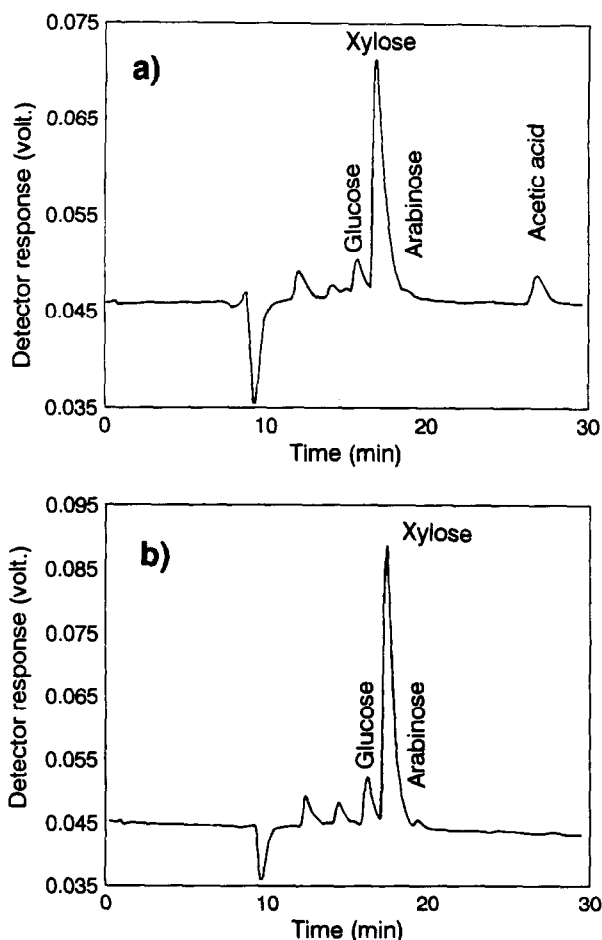 a)
0.075
0.065
0.055
0.045
0.035
Detector response (volt.)
Xylose
Glucose
Arabinose
Acetic acid
0
10
20
30
Time (min)
b)
0.095
0.085
0.075
0.065
0.055
0.045
0.035
Detector response (volt.)
Xylose
Glucose
Arabinose
0
10
20
30
Time (min)